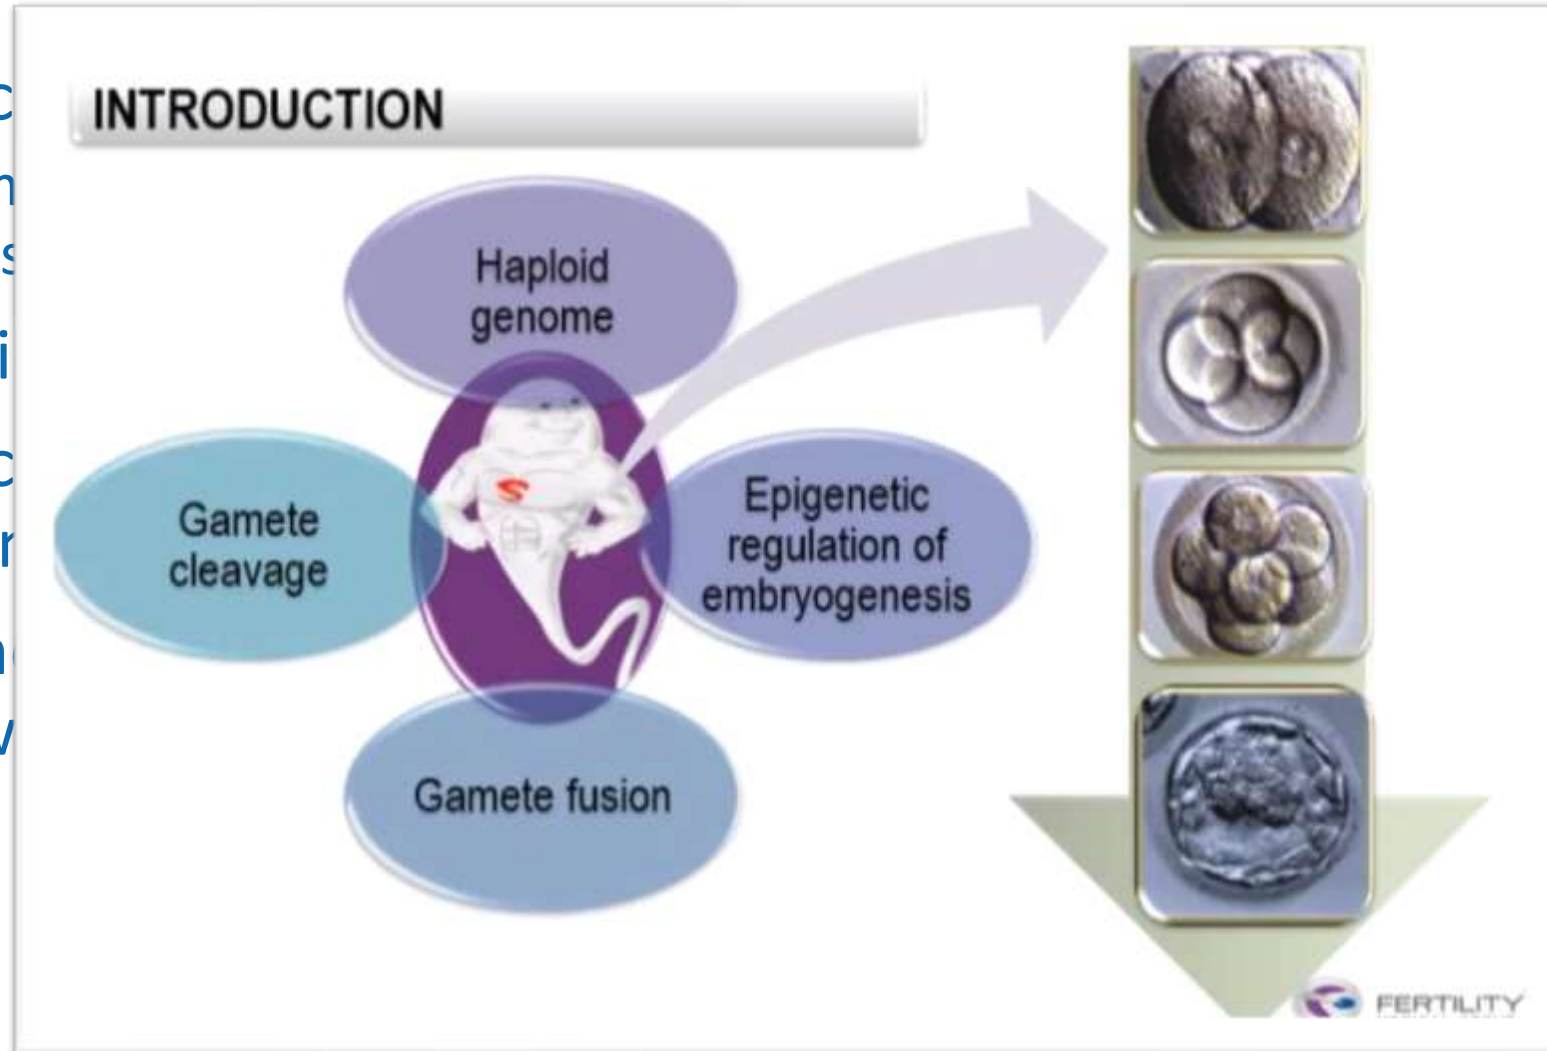 INTRODUCTION
Haploid
genome
Gamete
cleavage
Epigenetic
regulation of
embryogenesis
Gamete fusion
FERTILITY